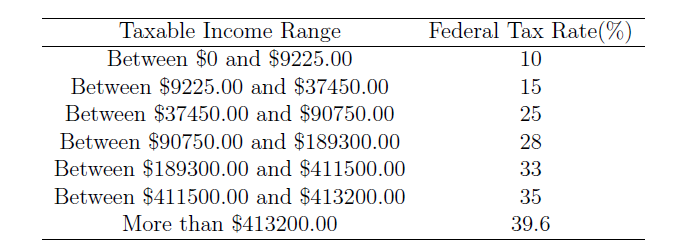 Taxable Income Range Federal Tax Rate(%)
Between $0 and $9225.00 10
Between $9225.00 and $37450.00 15
Between $37450.00 and $90750.00 25
Between $90750.00 and $189300.00 28
Between $189300.00 and $411500.00 33
Between $411500.00 and $413200.00 35
More than $413200.00 39.6